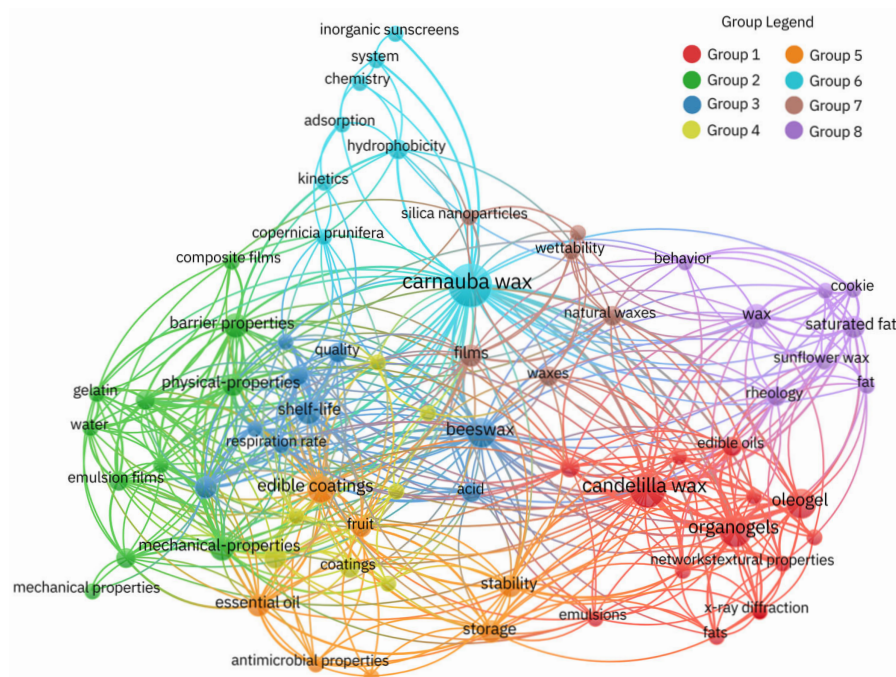 Group Legend
Group 1
Group 2
Group 3
Group 4
Group 5
Group 6
Group 7
Group 8
inorganic sunscreens
system
chemistry
adsorption
hydrophobicity
kinetics
silica nanoparticles
copernicia prunifera
wettability
composite films
behavior
carnauba wax
cookie
barrier properties
natural waxes
wax
saturated fat
quality
films
sunflower wax
physical-properties
waxes
gelatin
shelf-life
rheology
fat
water
respiration rate
beeswax
edible oils
emulsion films
edible coatings
acid
candelilla wax
oleogel
fruit
organogels
mechanical-properties
coatings
networks
textural properties
mechanical properties
stability
essential oil
emulsions
x-ray diffraction
storage
fats
antimicrobial properties